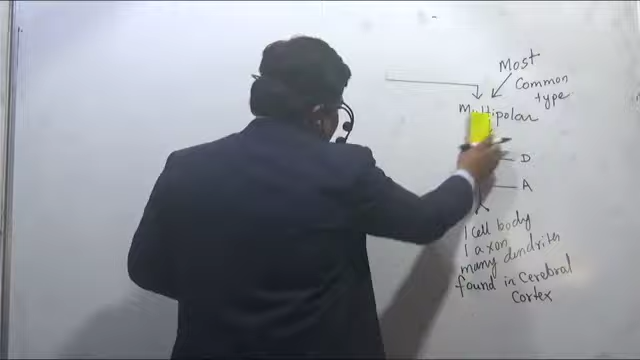 Most
Common
type
Multipolar
D
A
1 Cell body
1 axon
many dendrites
found in Cerebral
Cortex